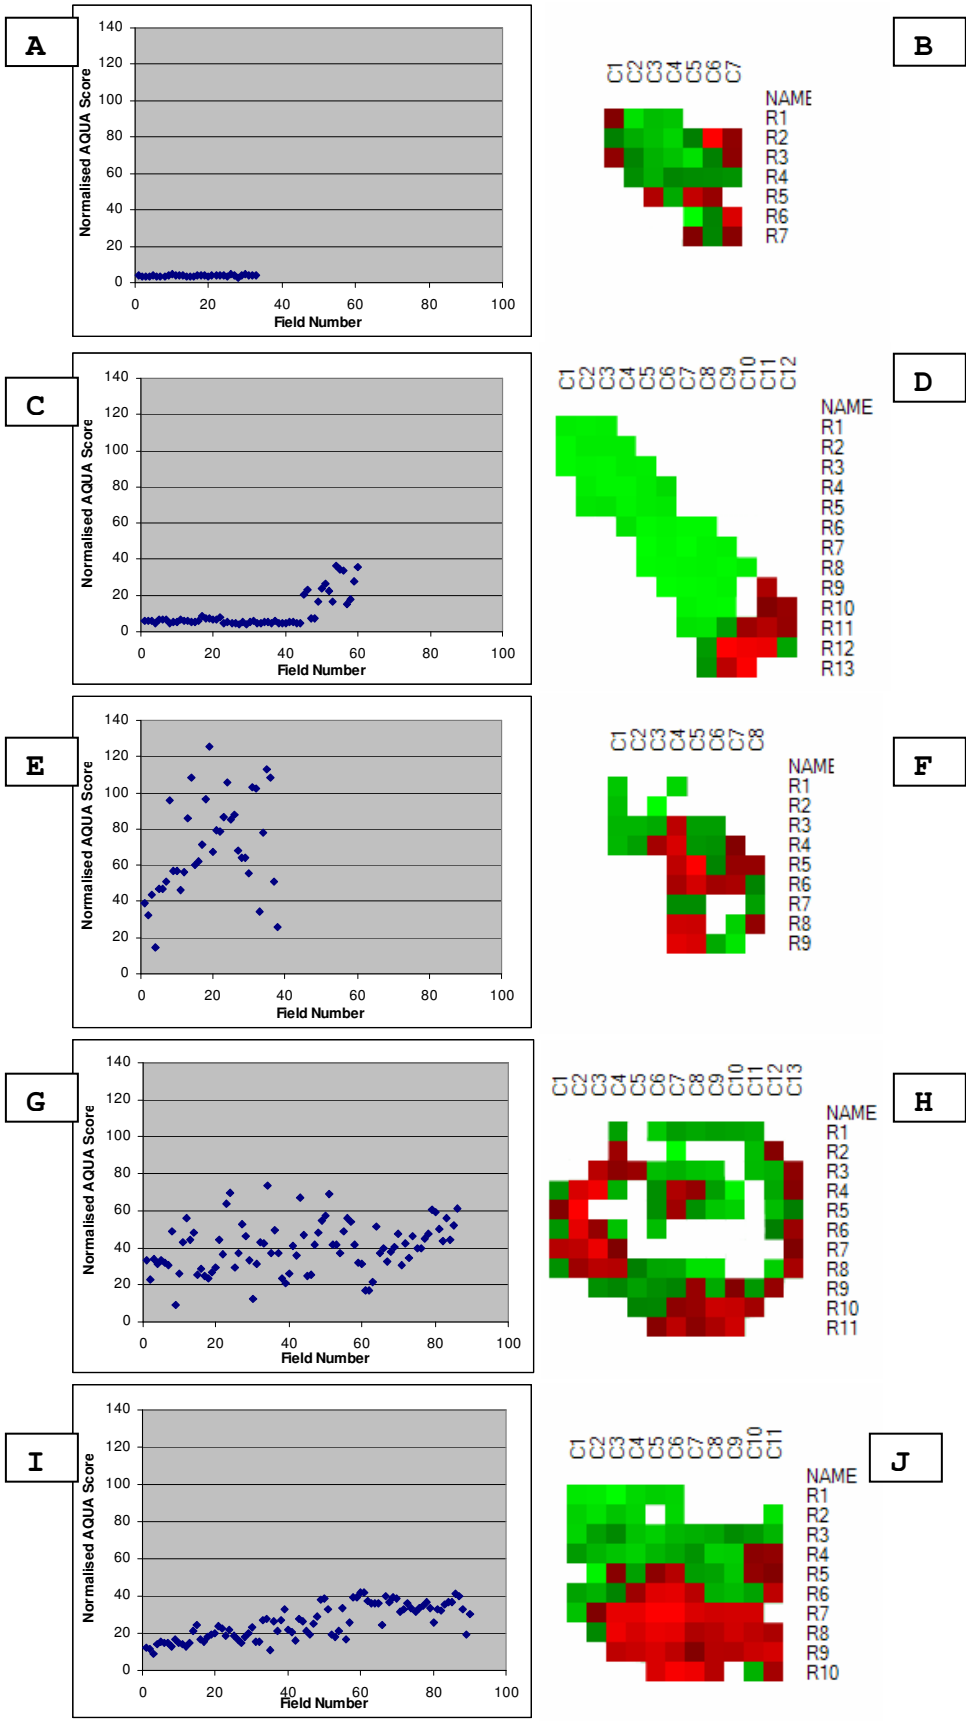 A
Normalised AQUA Score
140
120
100
80
60
40
20
0
0 20 40 60 80 100
Field Number
B
C1 C2 C3 C4 C5 C6 C7
NAME
R1
R2
R3
R4
R5
R6
R7
C
Normalised AQUA Score
140
120
100
80
60
40
20
0
0 20 40 60 80 100
Field Number
D
C1 C2 C3 C4 C5 C6 C7 C8 C9 C10 C11 C12
NAME
R1
R2
R3
R4
R5
R6
R7
R8
R9
R10
R11
R12
R13
E
Normalised AQUA Score
140
120
100
80
60
40
20
0
0 20 40 60 80 100
Field Number
F
C1 C2 C3 C4 C5 C6 C7 C8
NAME
R1
R2
R3
R4
R5
R6
R7
R8
R9
G
Normalised AQUA Score
140
120
100
80
60
40
20
0
0 20 40 60 80 100
Field Number
H
C1 C2 C3 C4 C5 C6 C7 C8 C9 C10 C11 C12 C13
NAME
R1
R2
R3
R4
R5
R6
R7
R8
R9
R10
R11
I
Normalised AQUA Score
140
120
100
80
60
40
20
0
0 20 40 60 80 100
Field Number
J
C1 C2 C3 C4 C5 C6 C7 C8 C9 C10 C11
NAME
R1
R2
R3
R4
R5
R6
R7
R8
R9
R10